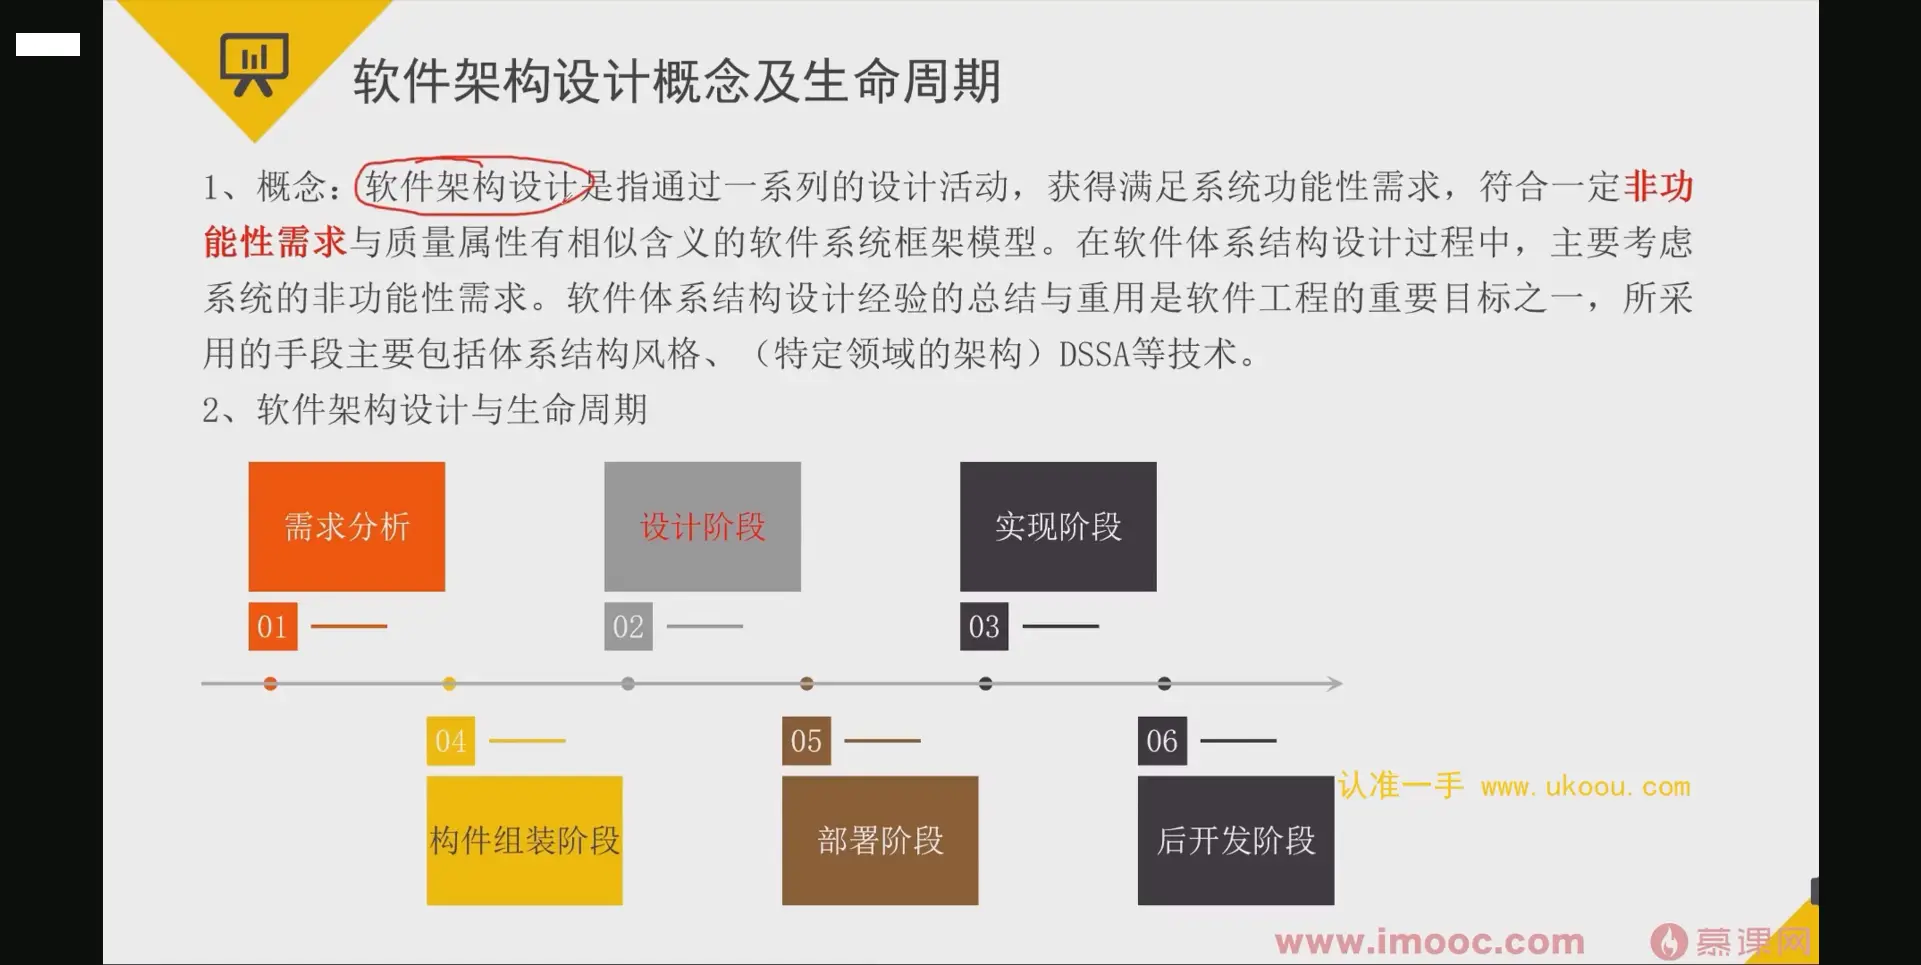 软件架构设计概念及生命周期
1、概念：软件架构设计是指通过一系列的设计活动，获得满足系统功能性需求，符合一定非功
能性需求与质量属性有相似含义的软件系统框架模型。在软件体系结构设计过程中，主要考虑
系统的非功能性需求。软件体系结构设计经验的总结与重用是软件工程的重要目标之一，所采
用的手段主要包括体系结构风格、（特定领域的架构）DSSA等技术。
2、软件架构设计与生命周期
需求分析
设计阶段
实现阶段
01
02
03
04
05
06
构件组装阶段
部署阶段
后开发阶段
认准一手 www.ukoou.com
www.imooc.com
慕课网